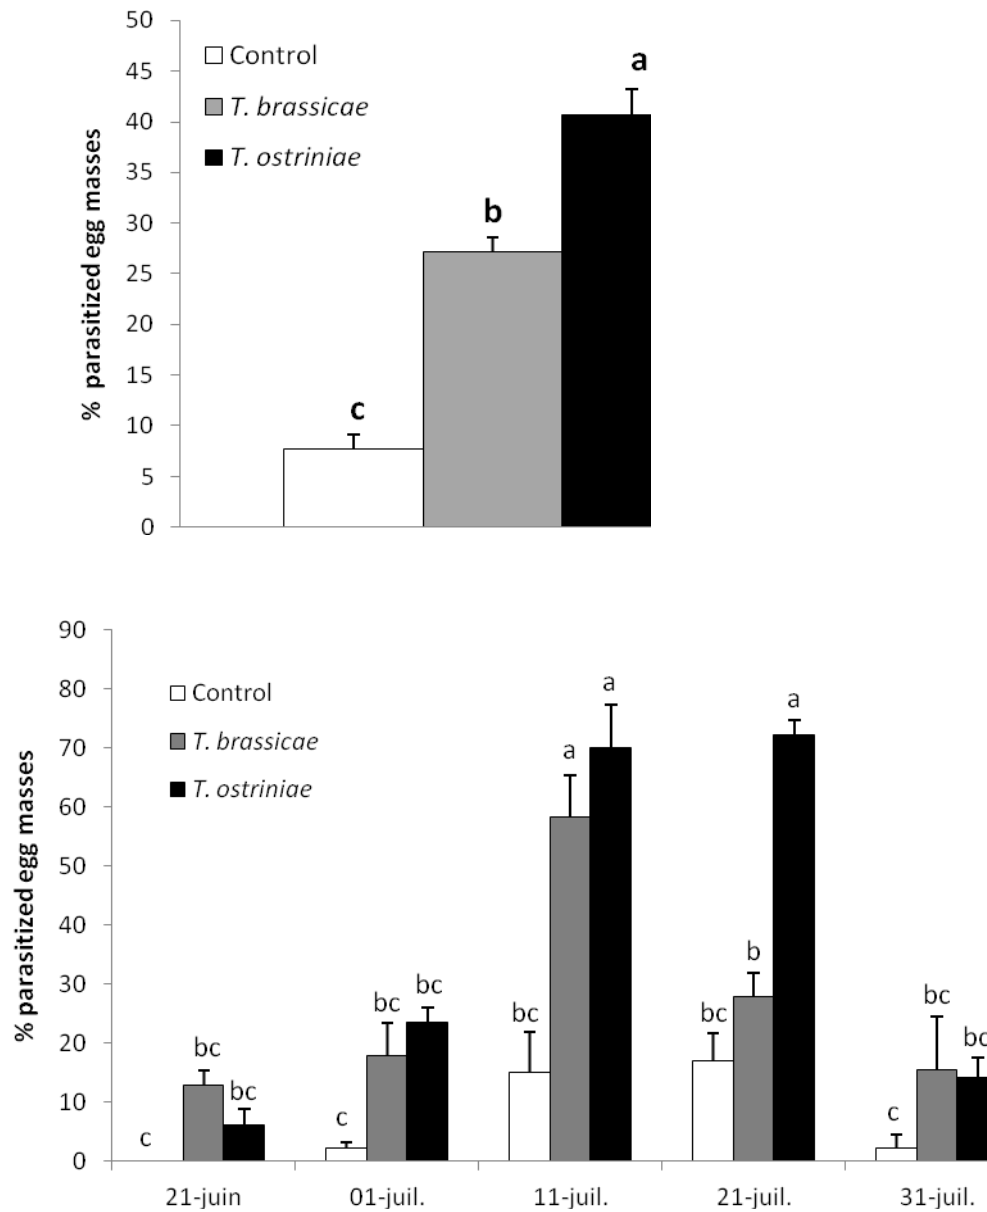 50
Control
45
a
T. brassicae
40
T. ostriniae
35
30
b
25
20
15
c
10
5
0
% parasitized egg masses
90
Control
80
a
a
T. brassicae
70
a
T. ostriniae
60
50
40
30
bc bc b
bc
20
bc bc bc bc
bc
10
c c c
0
% parasitized egg masses
21-juin 01-juil. 11-juil. 21-juil. 31-juil.